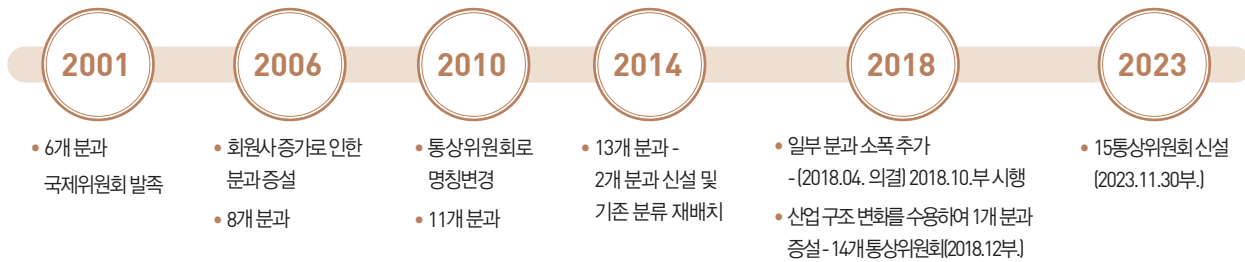 2001
2006
2010
2014
2018
2023
• 6개 분과
국제위원회 발족
• 회원사 증가로 인한
분과 증설
• 8개 분과
• 통상위원회로
명칭변경
• 11개 분과
• 13개 분과 -
2개 분과 신설 및
기존 분류 재배치
• 일부 분과 소폭 추가
- (2018.04. 의결) 2018.10.부 시행
• 산업 구조 변화를 수용하여 1개 분과
증설 - 14개 통상위원회(2018.12부.)
• 15통상위원회 신설
(2023.11.30부.)